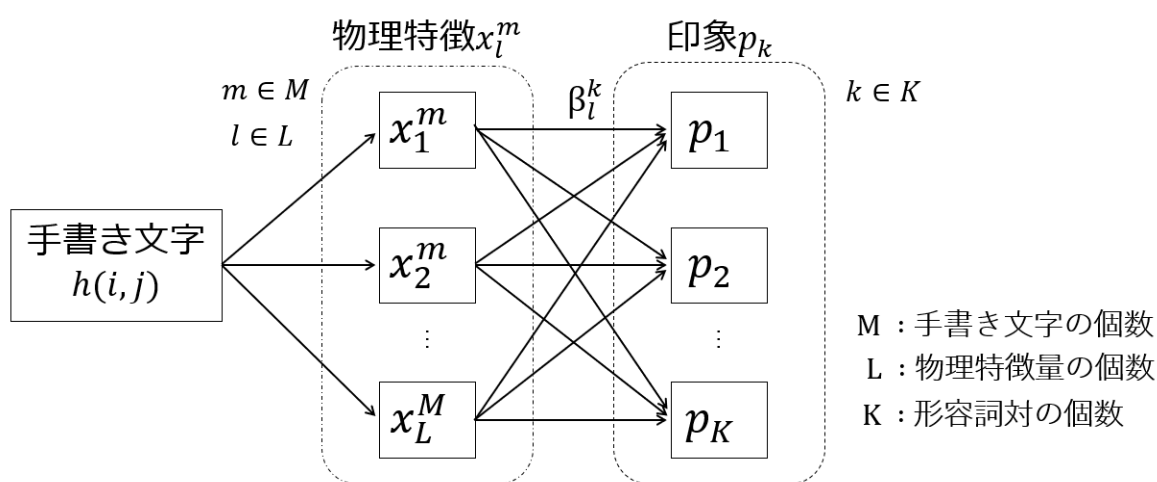 物理特徴x_l^m
印象p_k
m ∈ M
l ∈ L
β_l^k
k ∈ K
x_1^m
p_1
手書き文字
h(i, j)
x_2^m
p_2
⋮
⋮
x_L^M
p_K
M : 手書き文字の個数
L : 物理特徴量の個数
K : 形容詞対の個数